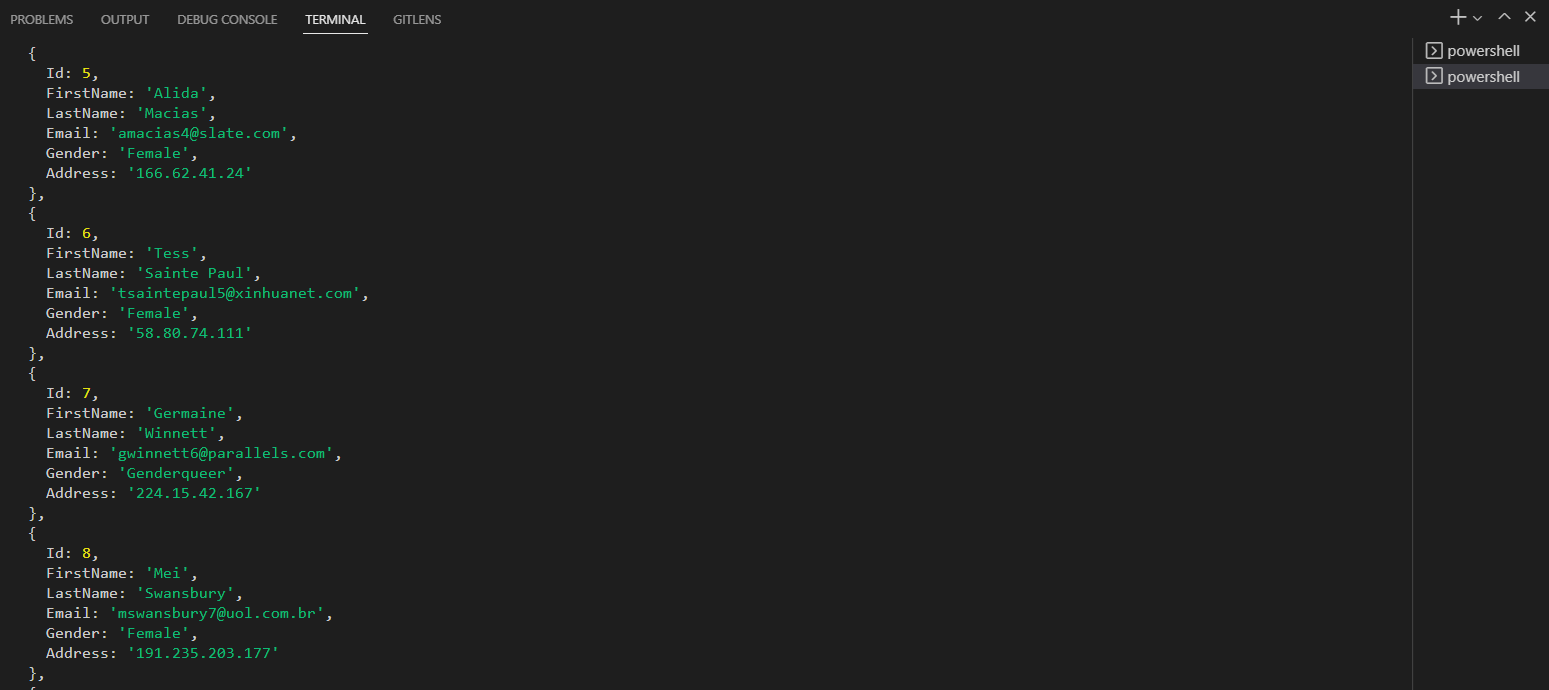 PROBLEMS OUTPUT DEBUG CONSOLE TERMINAL GITLENS
powershell
powershell
{
Id: 5,
FirstName: 'Alida',
LastName: 'Macias',
Email: 'amacias4@slate.com',
Gender: 'Female',
Address: '166.62.41.24'
},
{
Id: 6,
FirstName: 'Tess',
LastName: 'Sainte Paul',
Email: 'tsaintepaul5@xinhuanet.com',
Gender: 'Female',
Address: '58.80.74.111'
},
{
Id: 7,
FirstName: 'Germaine',
LastName: 'Winnett',
Email: 'gwinnett6@parallels.com',
Gender: 'Genderqueer',
Address: '224.15.42.167'
},
{
Id: 8,
FirstName: 'Mei',
LastName: 'Swansbury',
Email: 'mswansbury7@uol.com.br',
Gender: 'Female',
Address: '191.235.203.177'
},